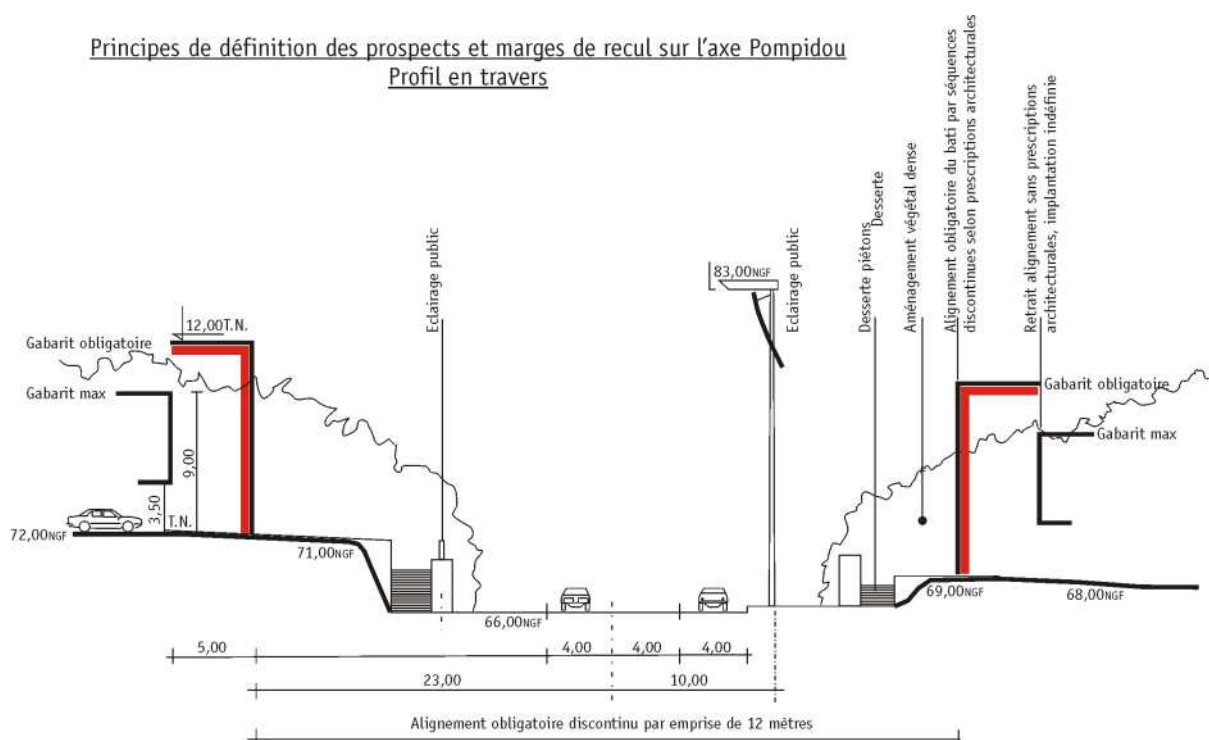 Principes de définition des prospects et marges de recul sur l'axe Pompidou
Profil en travers
Eclairage public
83,00NGF
Eclairage public
Desserte piétons
Desserte
Aménagement végétal dense
Alignement obligatoire du bati par séquences
discontinues selon prescriptions architecturales
Retrait alignement sans prescriptions
architecturales, implantation indéfinie
12,00T.N.
Gabarit obligatoire
Gabarit max
9,00
3,50
T.N.
72,00NGF
71,00NGF
66,00NGF
Gabarit obligatoire
Gabarit max
69,00NGF
68,00NGF
5,00
4,00
4,00
4,00
23,00
10,00
Alignement obligatoire discontinu par emprise de 12 mètres